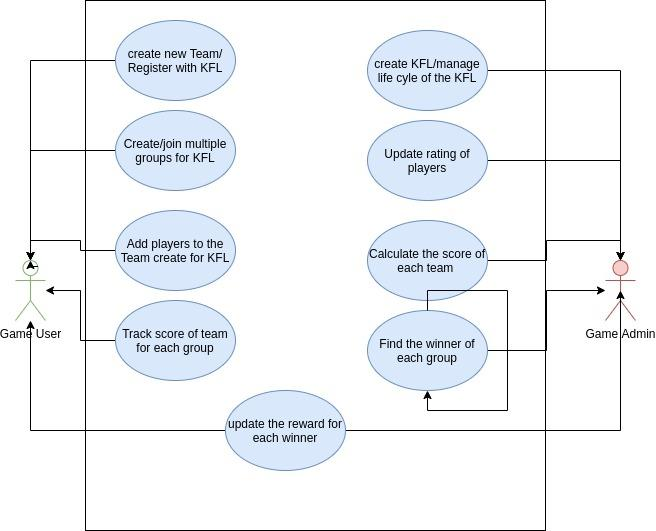 create new Team/
Register with KFL
create KFL/manage
life cyle of the KFL
Create/join multiple
groups for KFL
Update rating of
players
Add players to the
Team create for KFL
Calculate the score of
each team
Game User
Game Admin
Track score of team
for each group
Find the winner of
each group
update the reward for
each winner